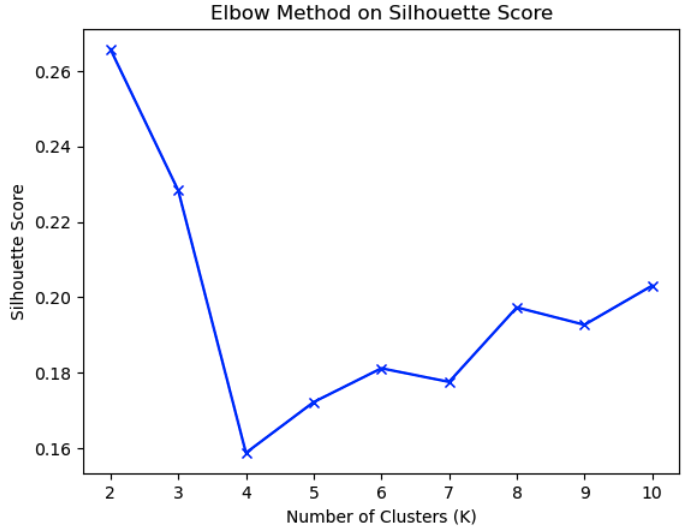 Elbow Method on Silhouette Score
Silhouette Score
0.26
0.24
0.22
0.20
0.18
0.16
2 3 4 5 6 7 8 9 10
Number of Clusters (K)